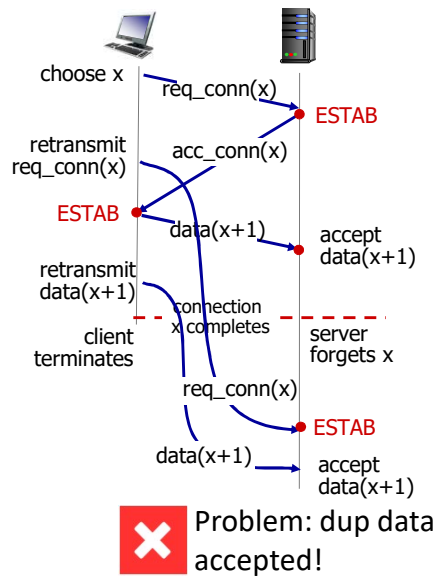 choose x
req_conn(x)
ESTAB
retransmit
req_conn(x)
acc_conn(x)
ESTAB
data(x+1)
accept
data(x+1)
retransmit
data(x+1)
connection
x completes
client
terminates
server
forgets x
req_conn(x)
ESTAB
data(x+1)
accept
data(x+1)
Problem: dup data
accepted!